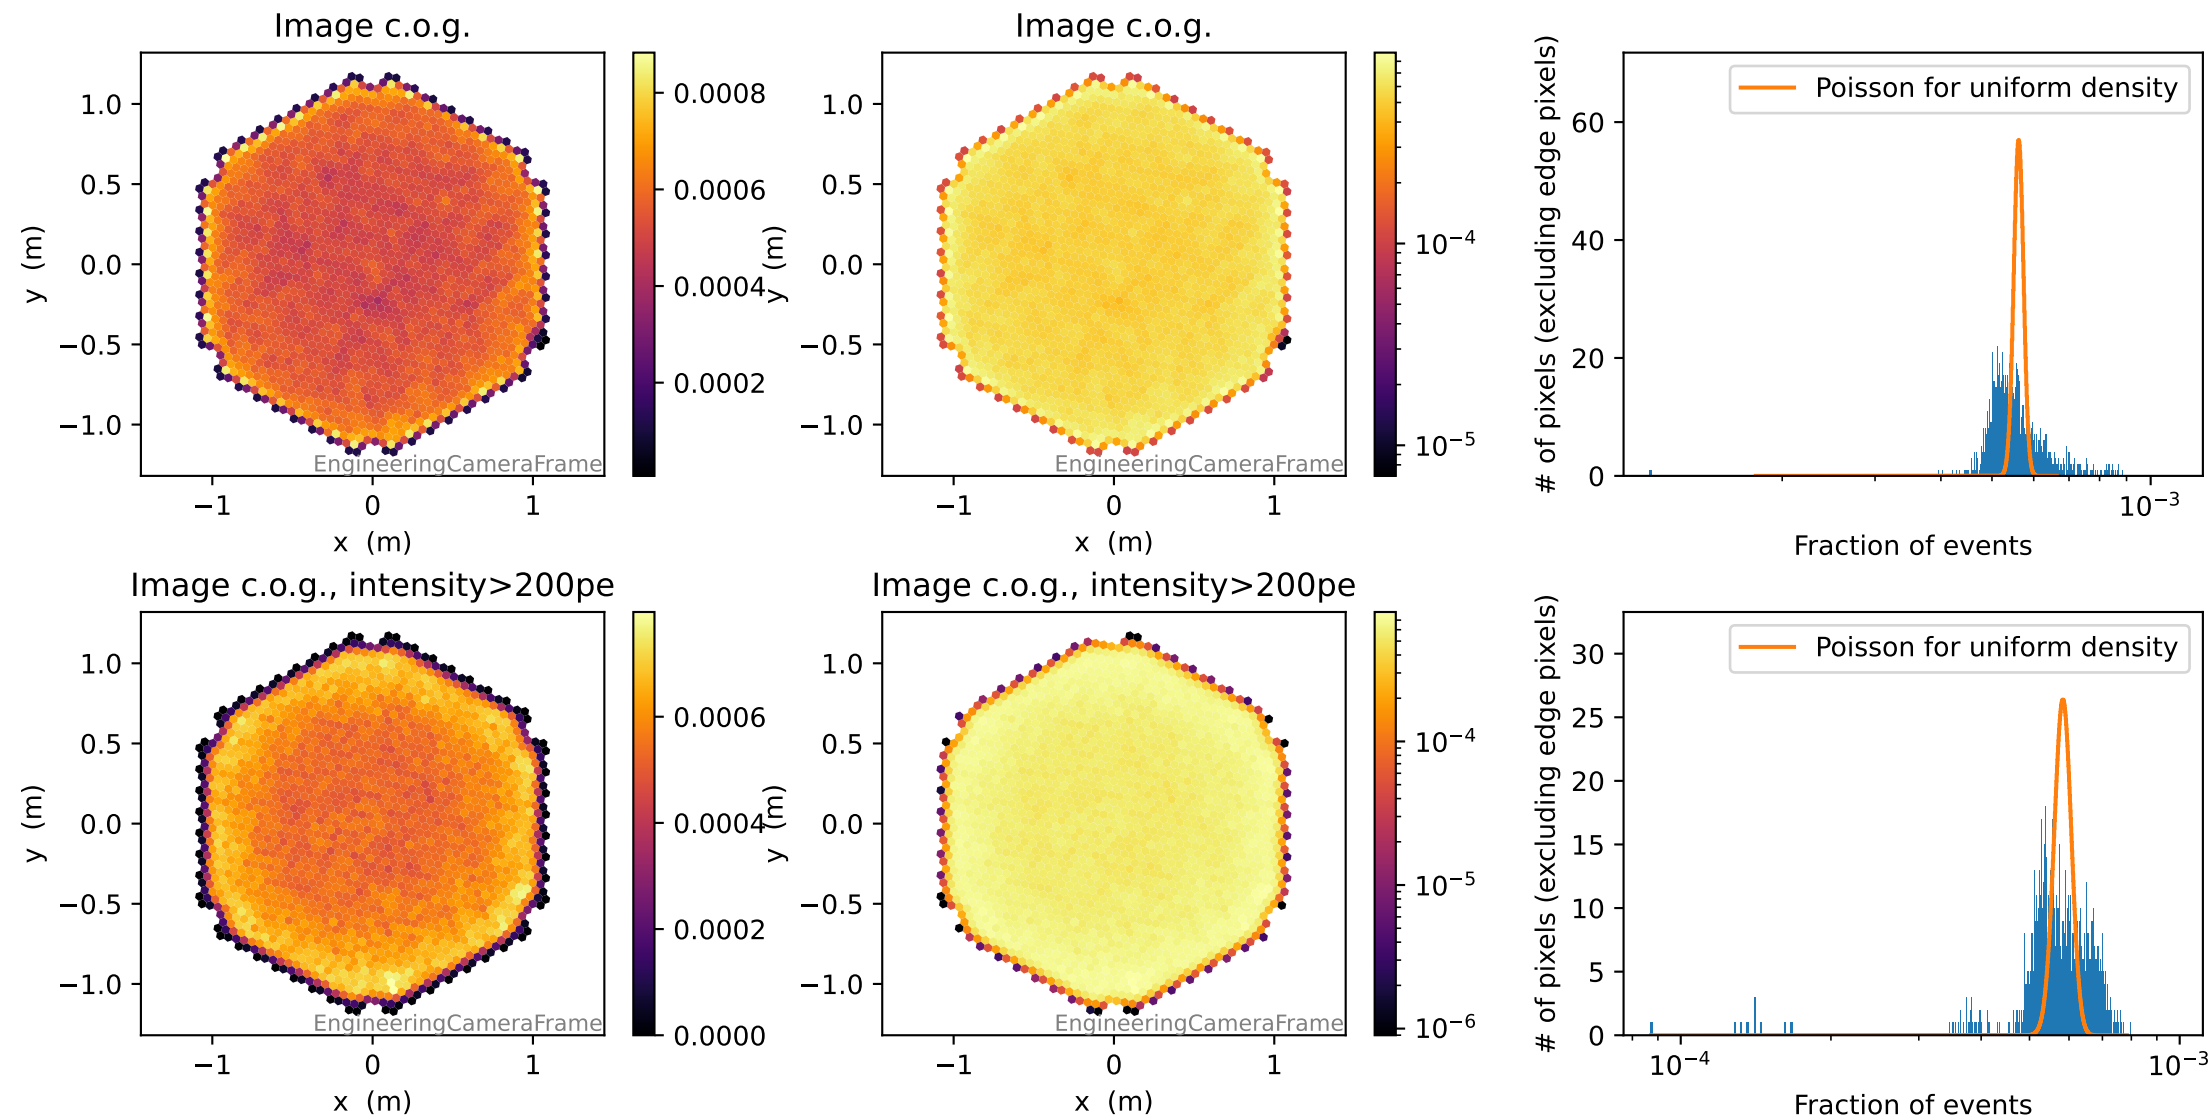 Image c.o.g.
1.0
0.5
0.0
−0.5
−1.0
y (m)
−1
0
1
x (m)
EngineeringCameraFrame
0.0008
0.0006
0.0004
0.0002
Image c.o.g.
1.0
0.5
0.0
−0.5
−1.0
y (m)
−1
0
1
x (m)
EngineeringCameraFrame
10⁻⁴
10⁻⁵
# of pixels (excluding edge pixels)
60
40
20
0
Poisson for uniform density
10⁻³
Fraction of events
Image c.o.g., intensity>200pe
1.0
0.5
0.0
−0.5
−1.0
y (m)
−1
0
1
x (m)
EngineeringCameraFrame
0.0006
0.0004
0.0002
0.0000
Image c.o.g., intensity>200pe
1.0
0.5
0.0
−0.5
−1.0
y (m)
−1
0
1
x (m)
EngineeringCameraFrame
10⁻⁴
10⁻⁵
10⁻⁶
# of pixels (excluding edge pixels)
30
25
20
15
10
5
0
Poisson for uniform density
10⁻⁴
10⁻³
Fraction of events